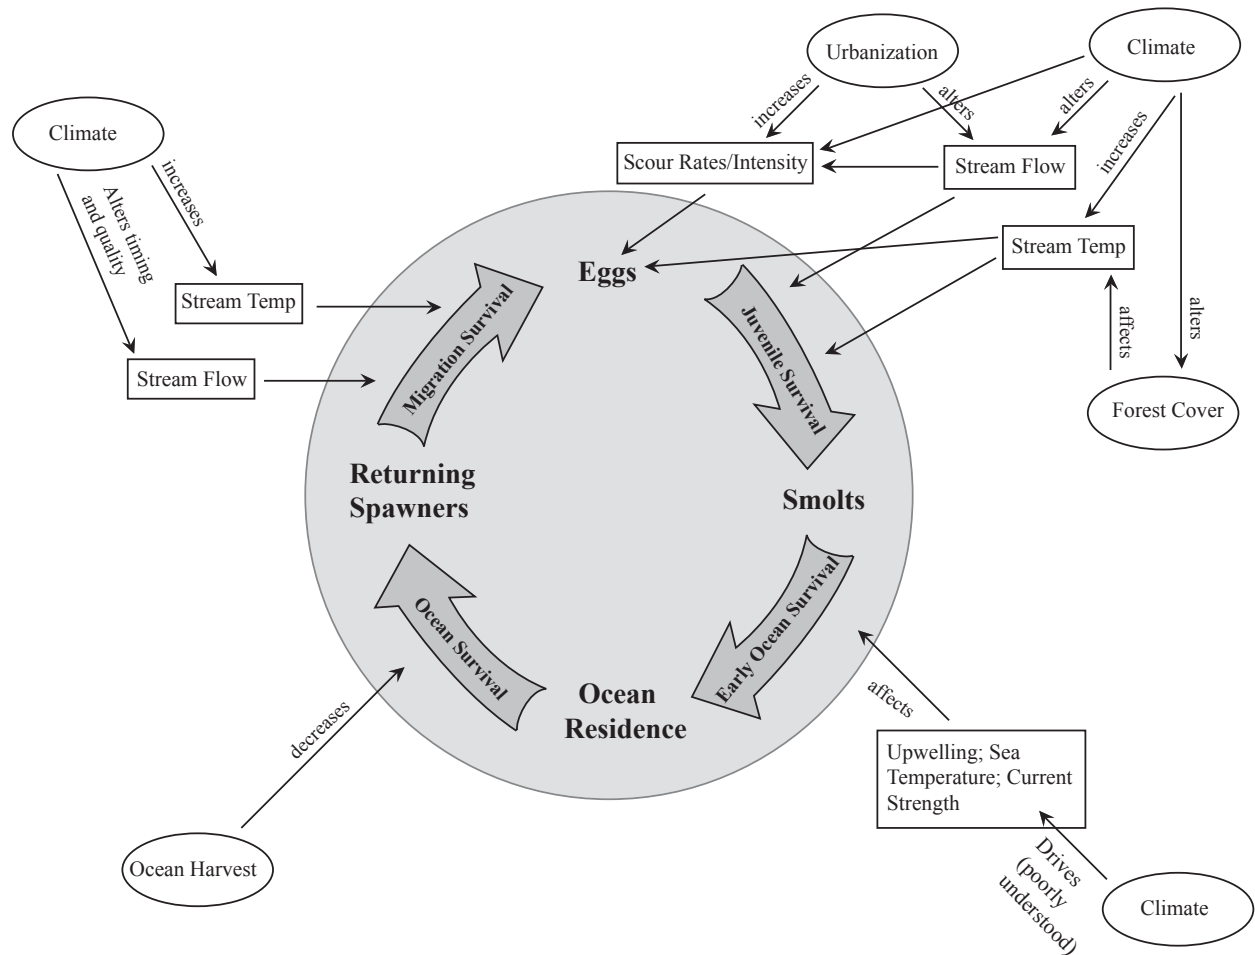 Urbanization
Climate
increases
alters
alters
Climate
increases
Alters timing
and quality
Scour Rates/Intensity
Stream Flow
increases
Stream Temp
Eggs
Stream Temp
Migration Survival
Juvenile Survival
affects
alters
Stream Flow
Forest Cover
Returning
Spawners
Smolts
Ocean Survival
Early Ocean Survival
Ocean
Residence
decreases
affects
Upwelling; Sea
Temperature; Current
Strength
Ocean Harvest
Drives
(poorly
understood)
Climate